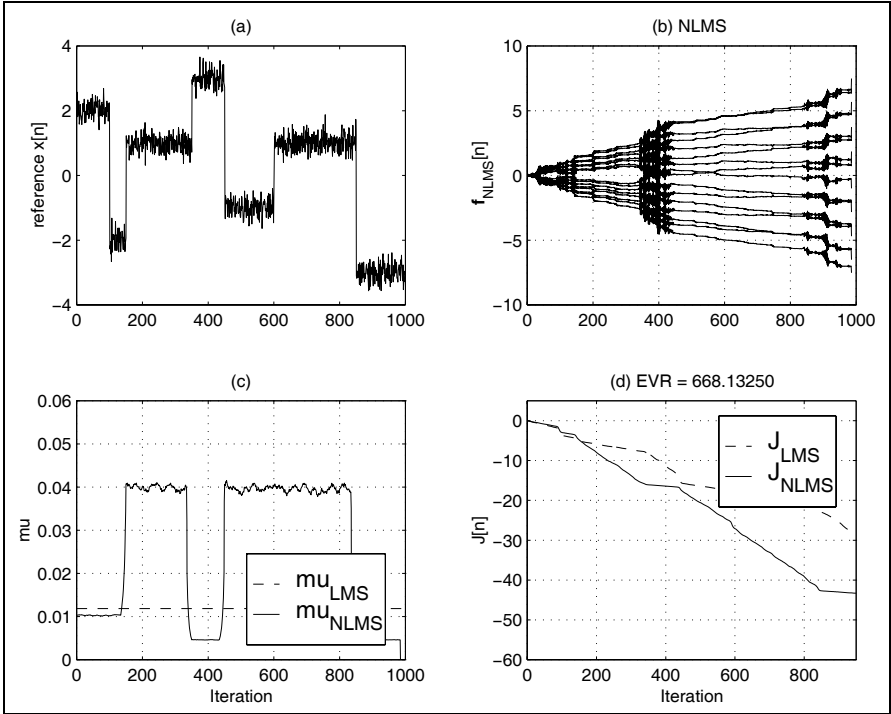 (a)
4
2
0
−2
−4
reference x[n]
0 200 400 600 800 1000
(b) NLMS
10
5
0
−5
−10
f_NLMS[n]
0 200 400 600 800 1000
(c)
0.06
0.05
0.04
0.03
0.02
0.01
0
mu
mu_LMS
mu_NLMS
0 200 400 600 800 1000
Iteration
(d) EVR = 668.13250
0
−10
−20
−30
−40
−50
−60
J[n]
J_LMS
J_NLMS
0 200 400 600 800
Iteration